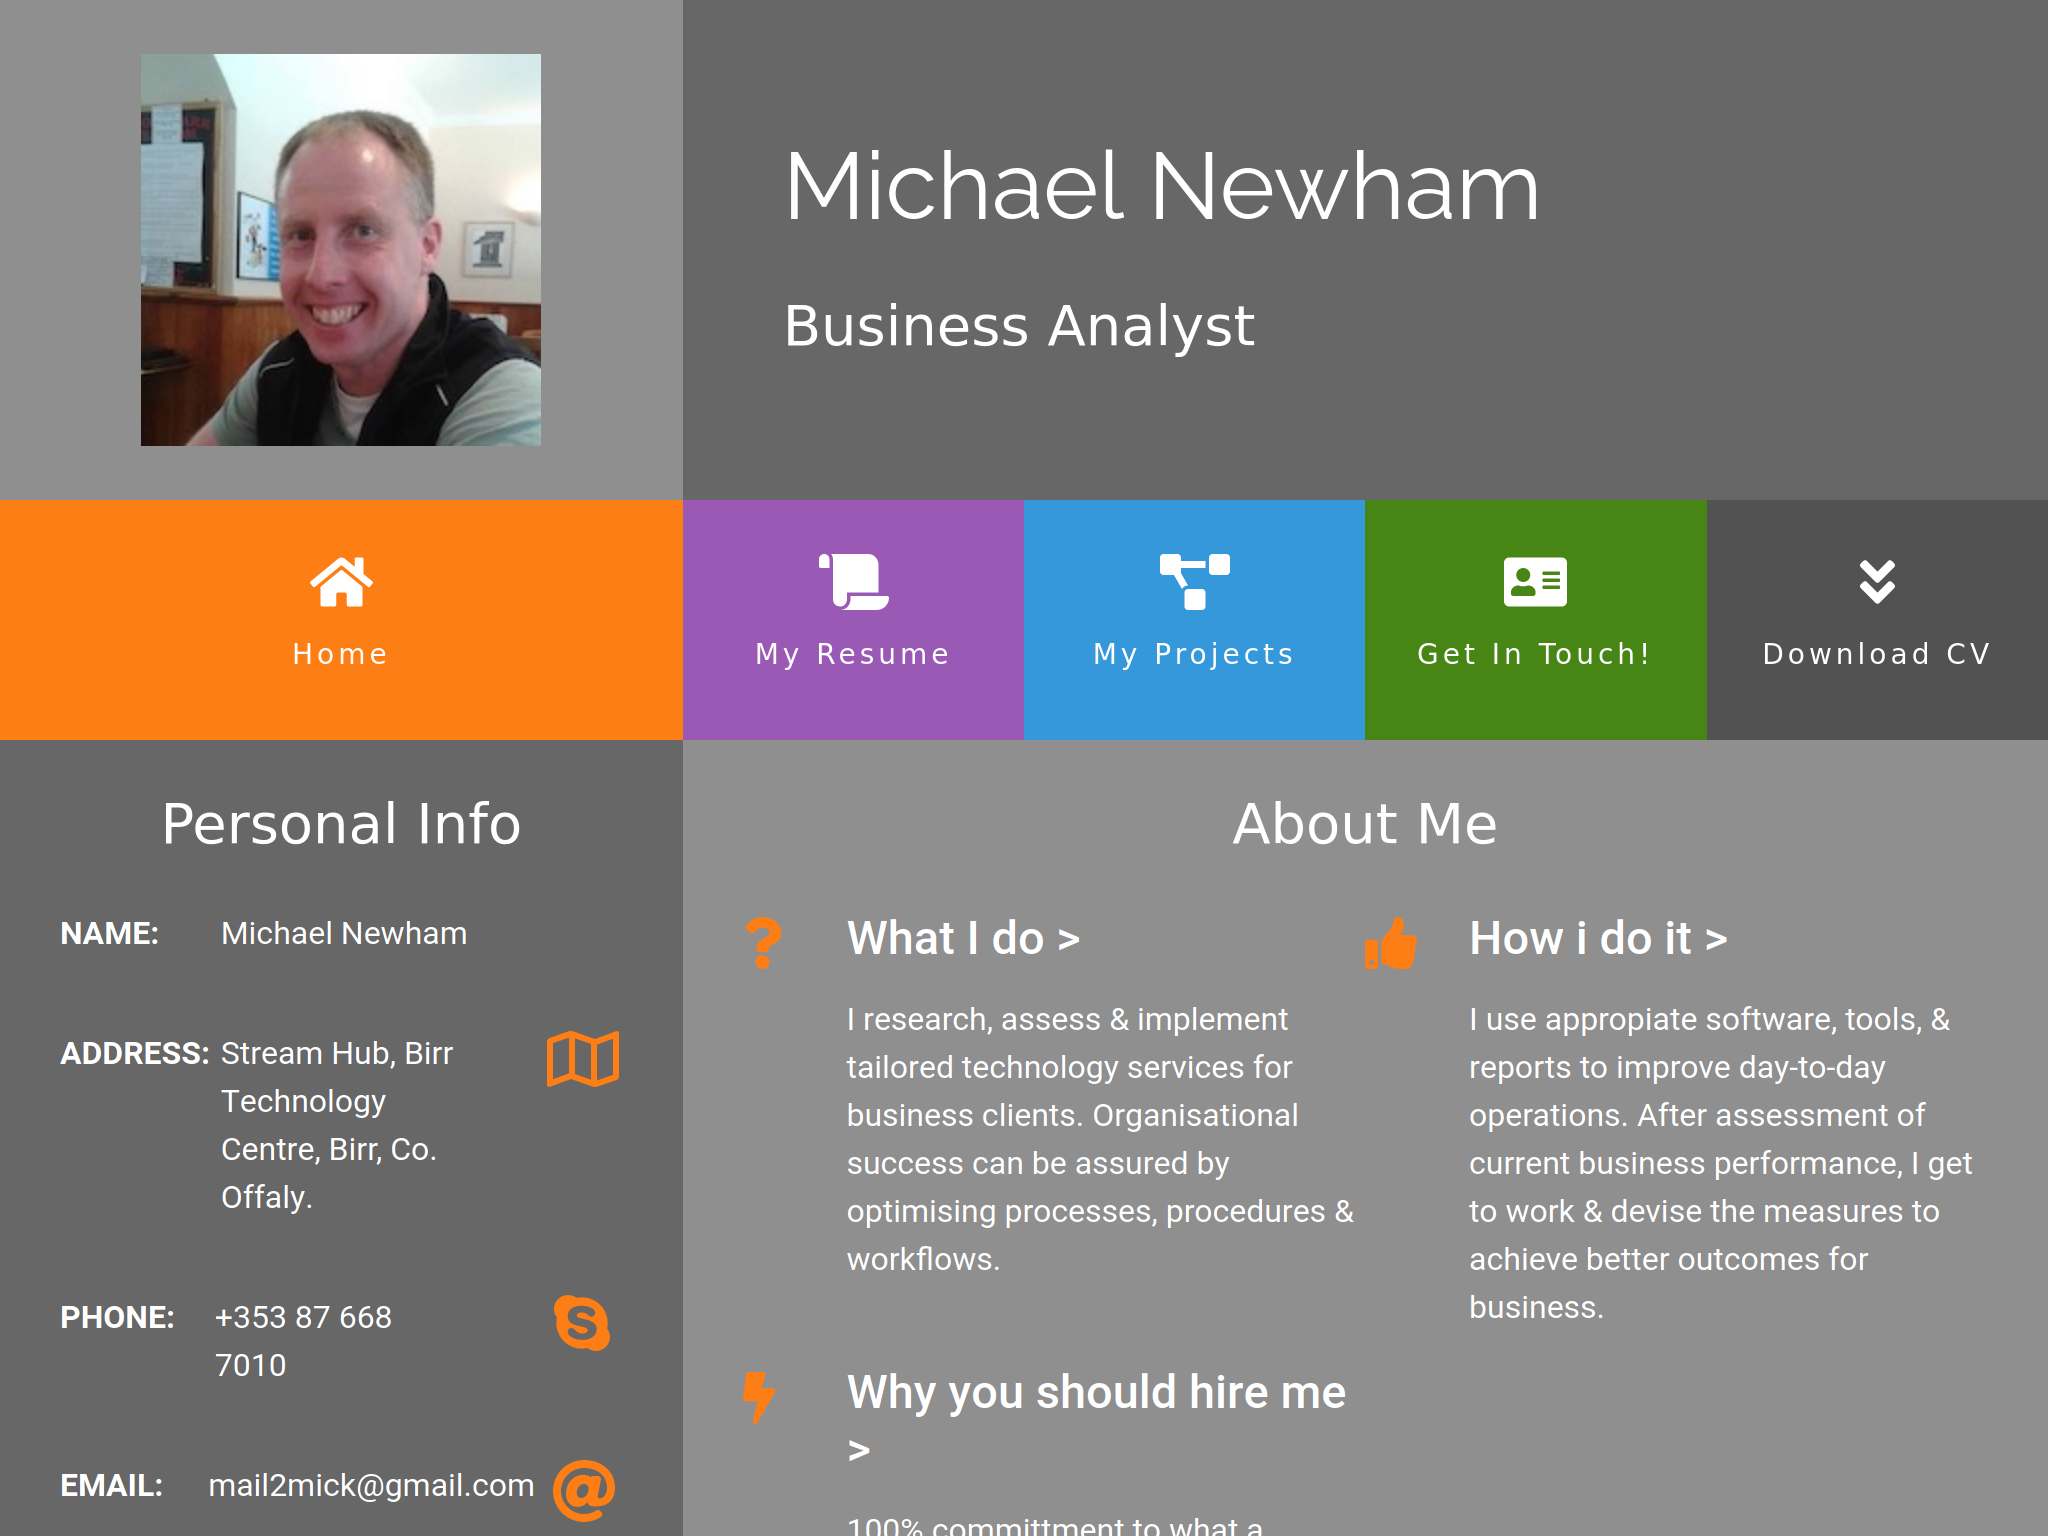 Michael Newham
Business Analyst
Home
My Resume
My Projects
Get In Touch!
Download CV
Personal Info
NAME: Michael Newham
ADDRESS: Stream Hub, Birr
Technology
Centre, Birr, Co.
Offaly.
PHONE: +353 87 668
7010
EMAIL: mail2mick@gmail.com
About Me
What I do >
I research, assess & implement
tailored technology services for
business clients. Organisational
success can be assured by
optimising processes, procedures &
workflows.
How i do it >
I use appropiate software, tools, &
reports to improve day-to-day
operations. After assessment of
current business performance, I get
to work & devise the measures to
achieve better outcomes for
business.
Why you should hire me
>
100% committment to what a